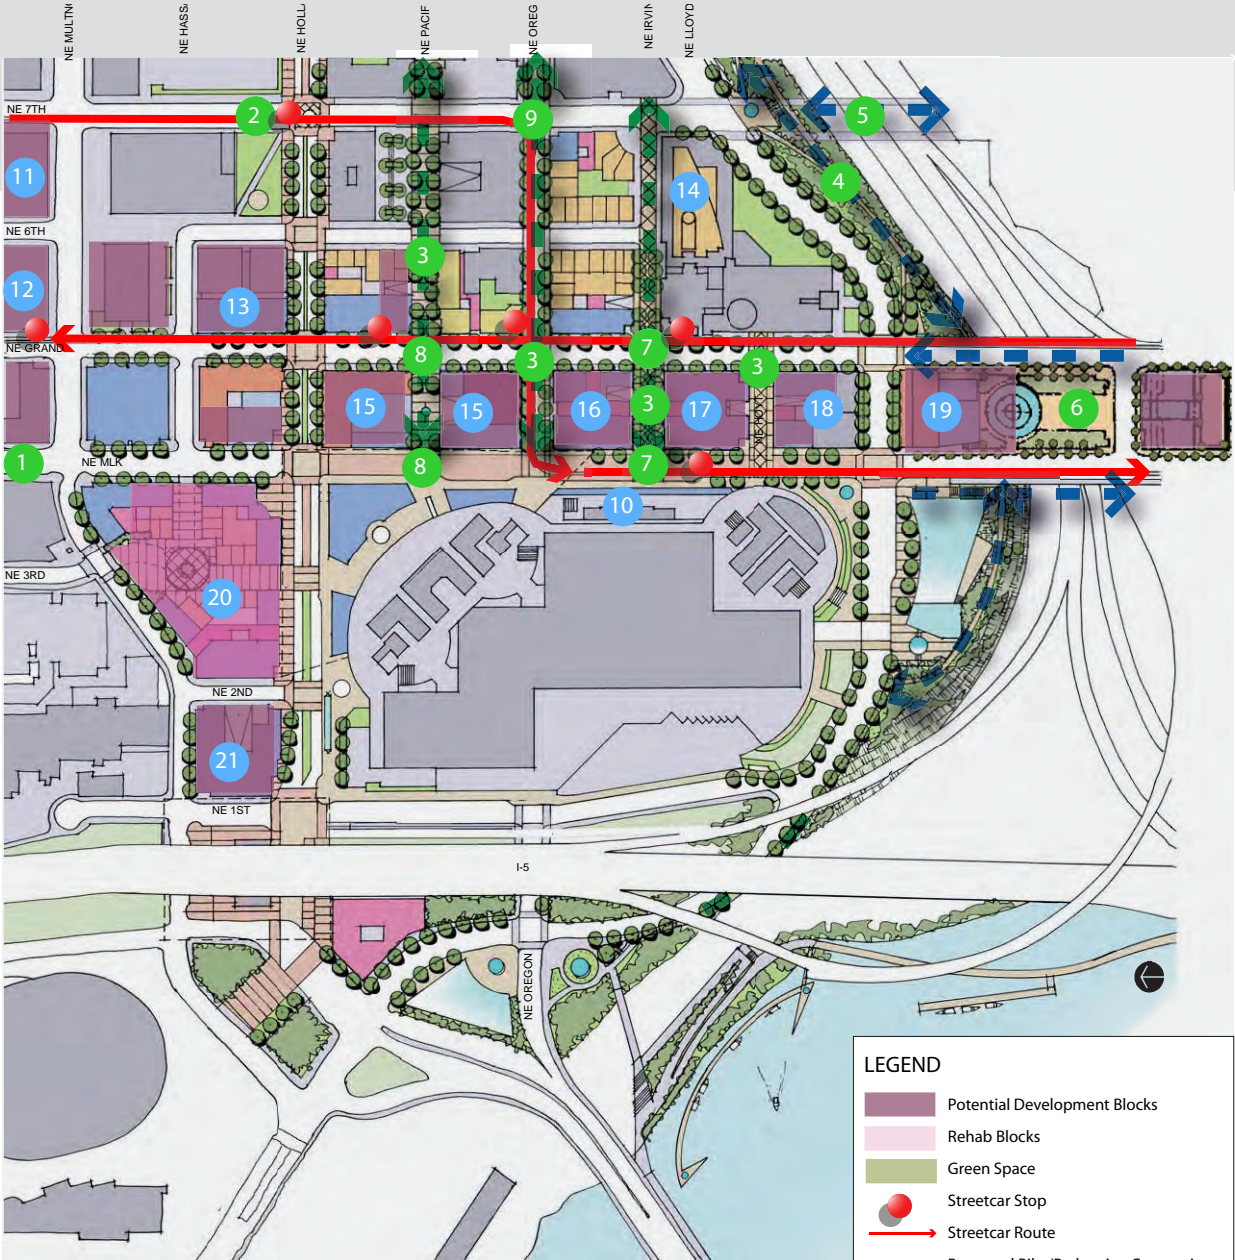 NE MULTN
NE HASS
NE HOLL
NE PACIF
NE OREG
NE IRVIN
NE LLOYD
NE 7TH
2
9
5
11
14
4
NE 6TH
3
12
13
NE GRAND
8
3
7
3
15
15
16
3
17
18
19
6
NE HOY
1
NE MLK
8
7
10
NE 3RD
20
NE 2ND
21
NE 1ST
I-5
NE OREGON
LEGEND
Potential Development Blocks
Rehab Blocks
Green Space
Streetcar Stop
Streetcar Route